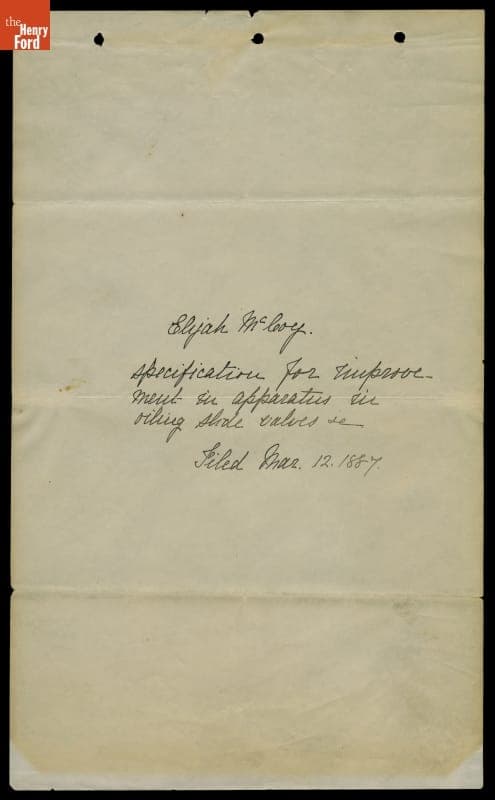 the
Henry
Ford
Elijah McCoy.
specification for improve-
ment in apparatus in
oiling slide valves &c
Filed Mar. 12. 1887.